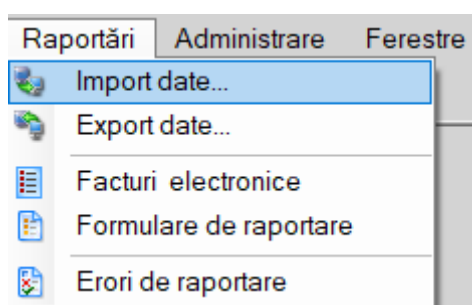 Raportări Administrare Ferestre
Import date...
Export date...
Facturi electronice
Formulare de raportare
Erori de raportare